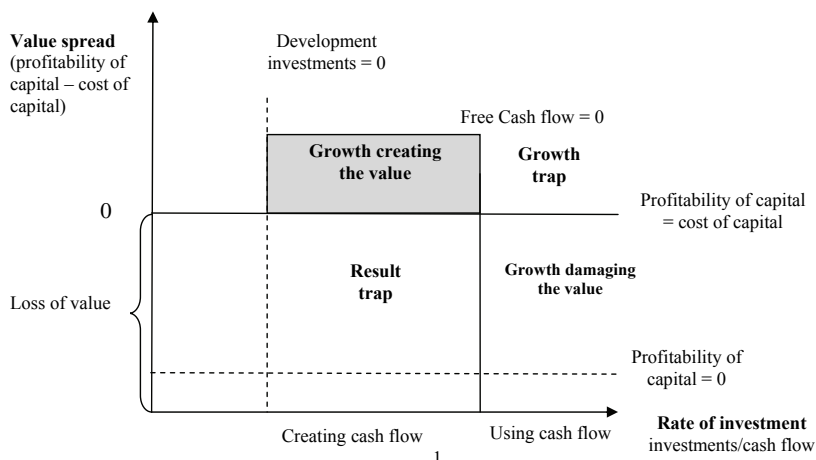 Value spread
(profitability of
capital – cost of
capital)
Development
investments = 0
Free Cash flow = 0
Growth creating
the value
Growth
trap
0
Profitability of capital
= cost of capital
Result
trap
Growth damaging
the value
Loss of value
Profitability of
capital = 0
Creating cash flow
Using cash flow
1
Rate of investment
investments/cash flow